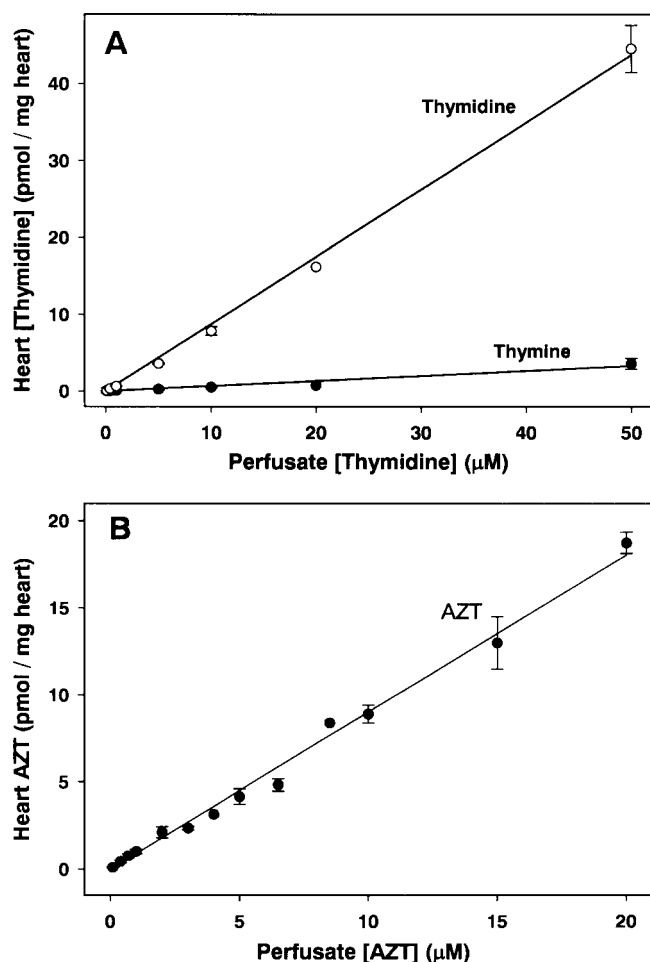 A
Heart [Thymidine] (pmol / mg heart)
40
30
20
10
0
Thymidine
Thymine
0 10 20 30 40 50
Perfusate [Thymidine] (μM)
B
Heart AZT (pmol / mg heart)
20
15
10
5
0
AZT
0 5 10 15 20
Perfusate [AZT] (μM)